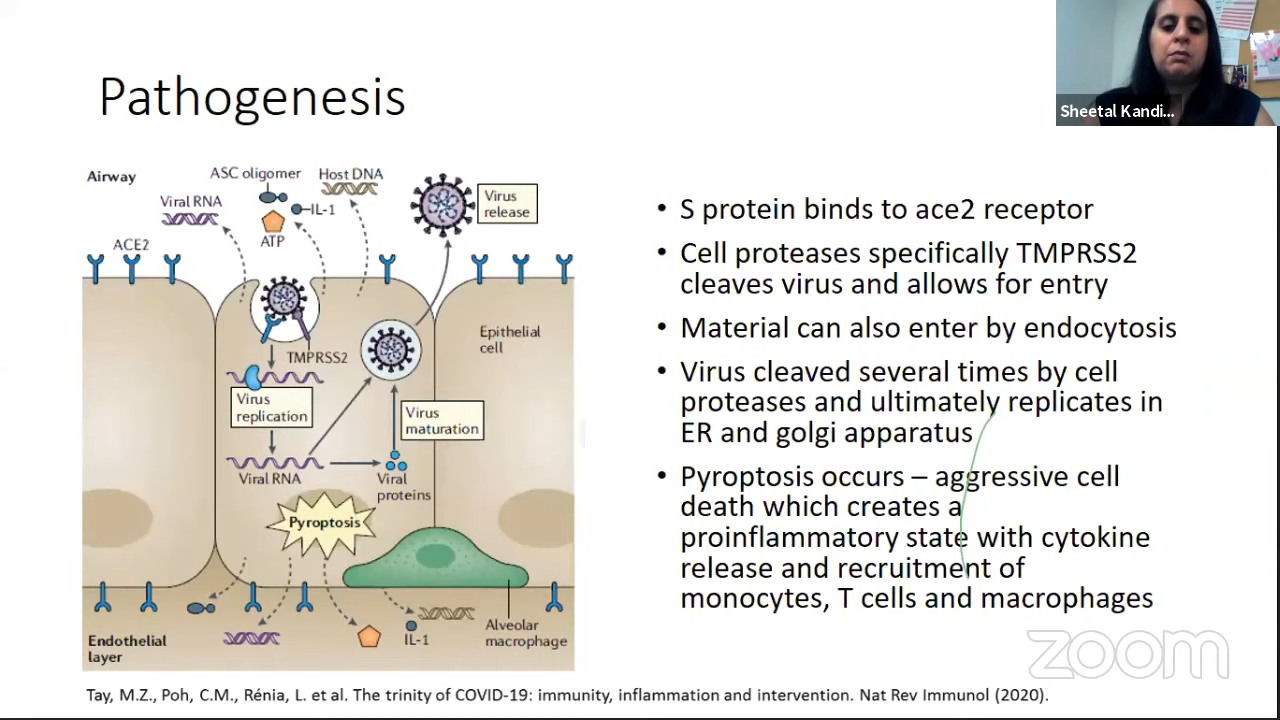 Sheetal Kandi...
Pathogenesis
Airway
ASC oligomer
Host DNA
Viral RNA
IL-1
ATP
Virus
release
ACE2
TMPRSS2
Epithelial
cell
Virus
replication
Virus
maturation
Viral RNA
Viral
proteins
Pyroptosis
Endothelial
layer
IL-1
Alveolar
macrophage
• S protein binds to ace2 receptor
• Cell proteases specifically TMPRSS2
cleaves virus and allows for entry
• Material can also enter by endocytosis
• Virus cleaved several times by cell
proteases and ultimately replicates in
ER and golgi apparatus
• Pyroptosis occurs – aggressive cell
death which creates a
proinflammatory state with cytokine
release and recruitment of
monocytes, T cells and macrophages
zoom
Tay, M.Z., Poh, C.M., Rénia, L. et al. The trinity of COVID-19: immunity, inflammation and intervention. Nat Rev Immunol (2020).